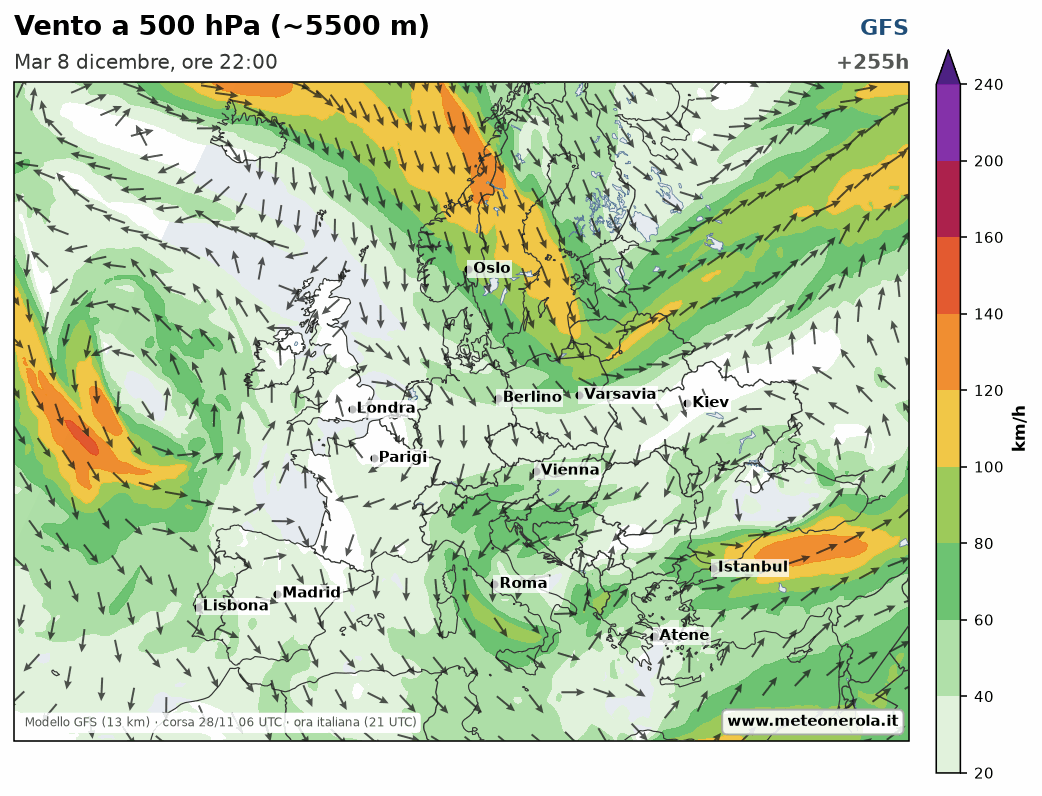 Vento a 500 hPa (~5500 m)
GFS
Mar 8 dicembre, ore 22:00
+255h
240
200
160
140
120
100
80
60
40
20
km/h
Oslo
Berlino
Varsavia
Kiev
Londra
Parigi
Vienna
Istanbul
Roma
Madrid
Lisbona
Atene
Modello GFS (13 km) · corsa 28/11 06 UTC · ora italiana (21 UTC)
www.meteonerola.it